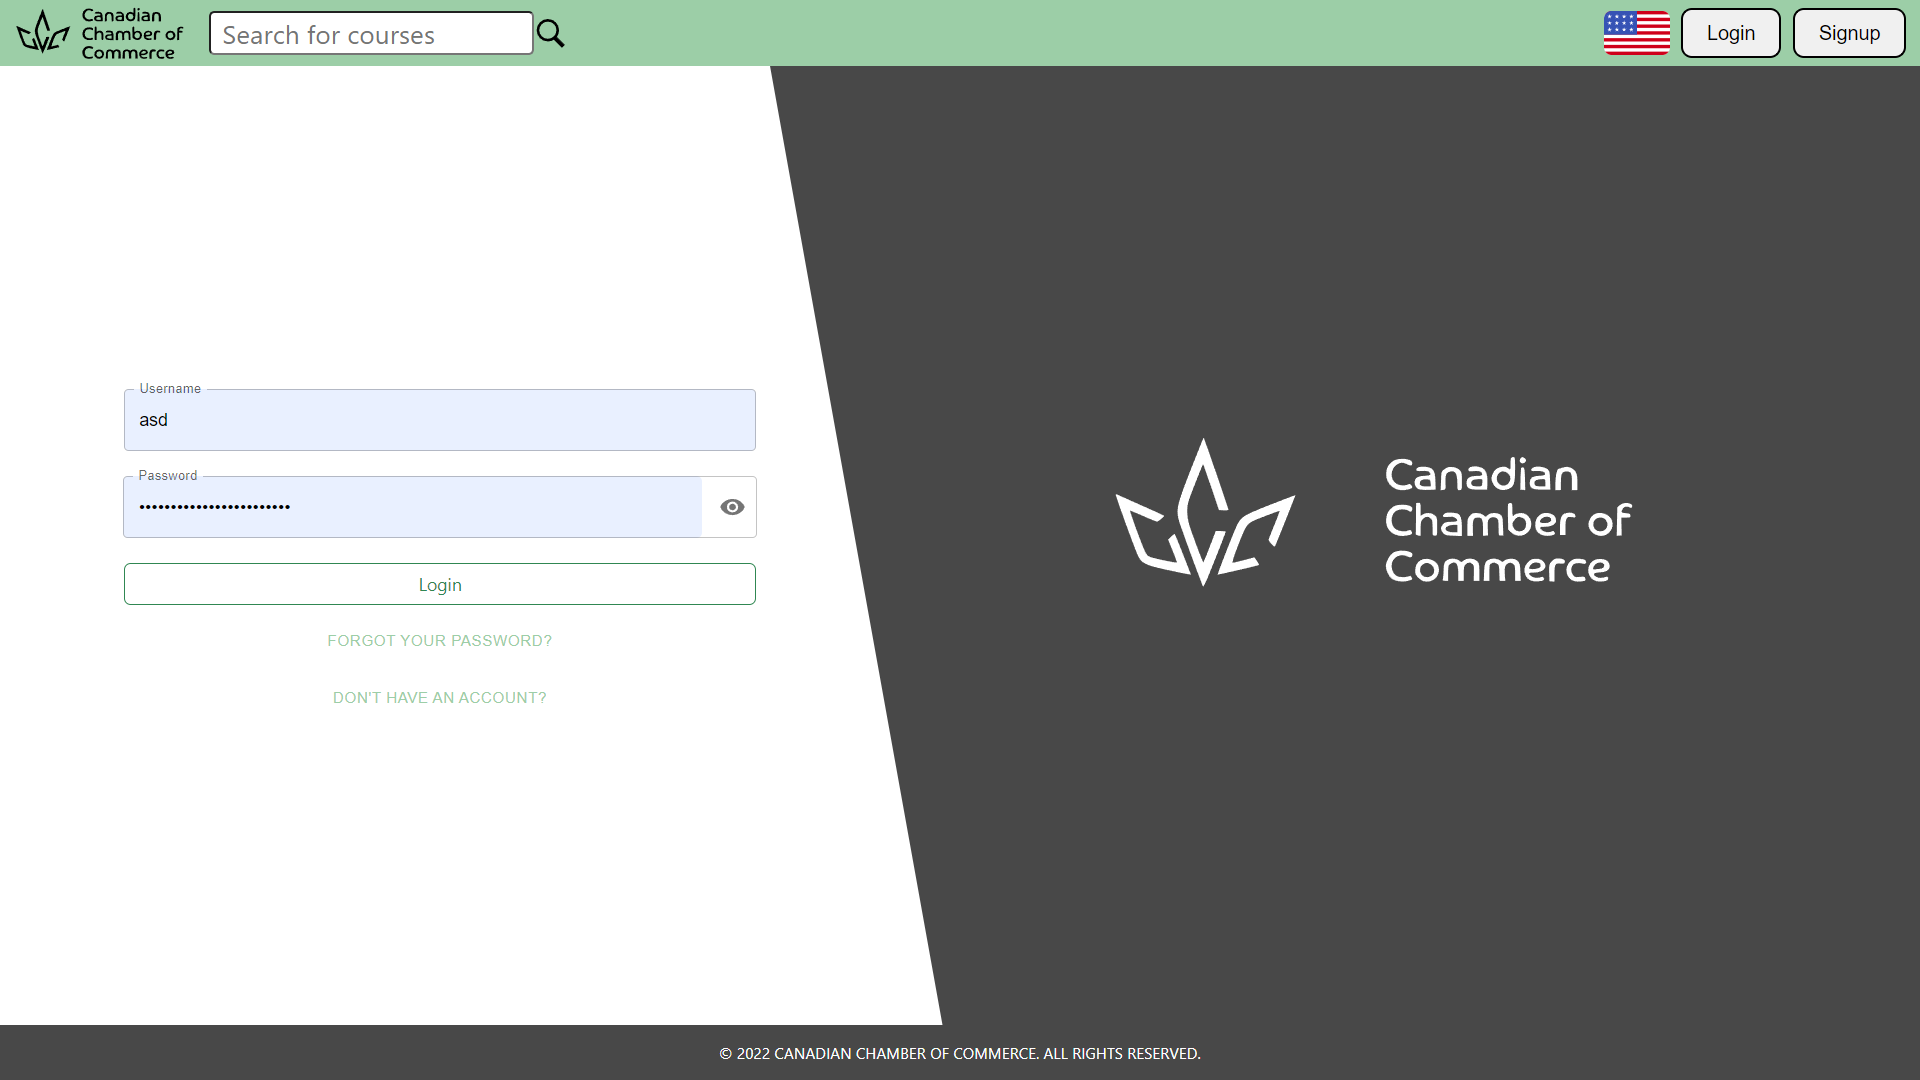 Canadian
Chamber of
Commerce
Search for courses
Login
Signup
Username
asd
Password
••••••••••••••••••••••••
Login
FORGOT YOUR PASSWORD?
DON'T HAVE AN ACCOUNT?
Canadian
Chamber of
Commerce
© 2022 CANADIAN CHAMBER OF COMMERCE. ALL RIGHTS RESERVED.